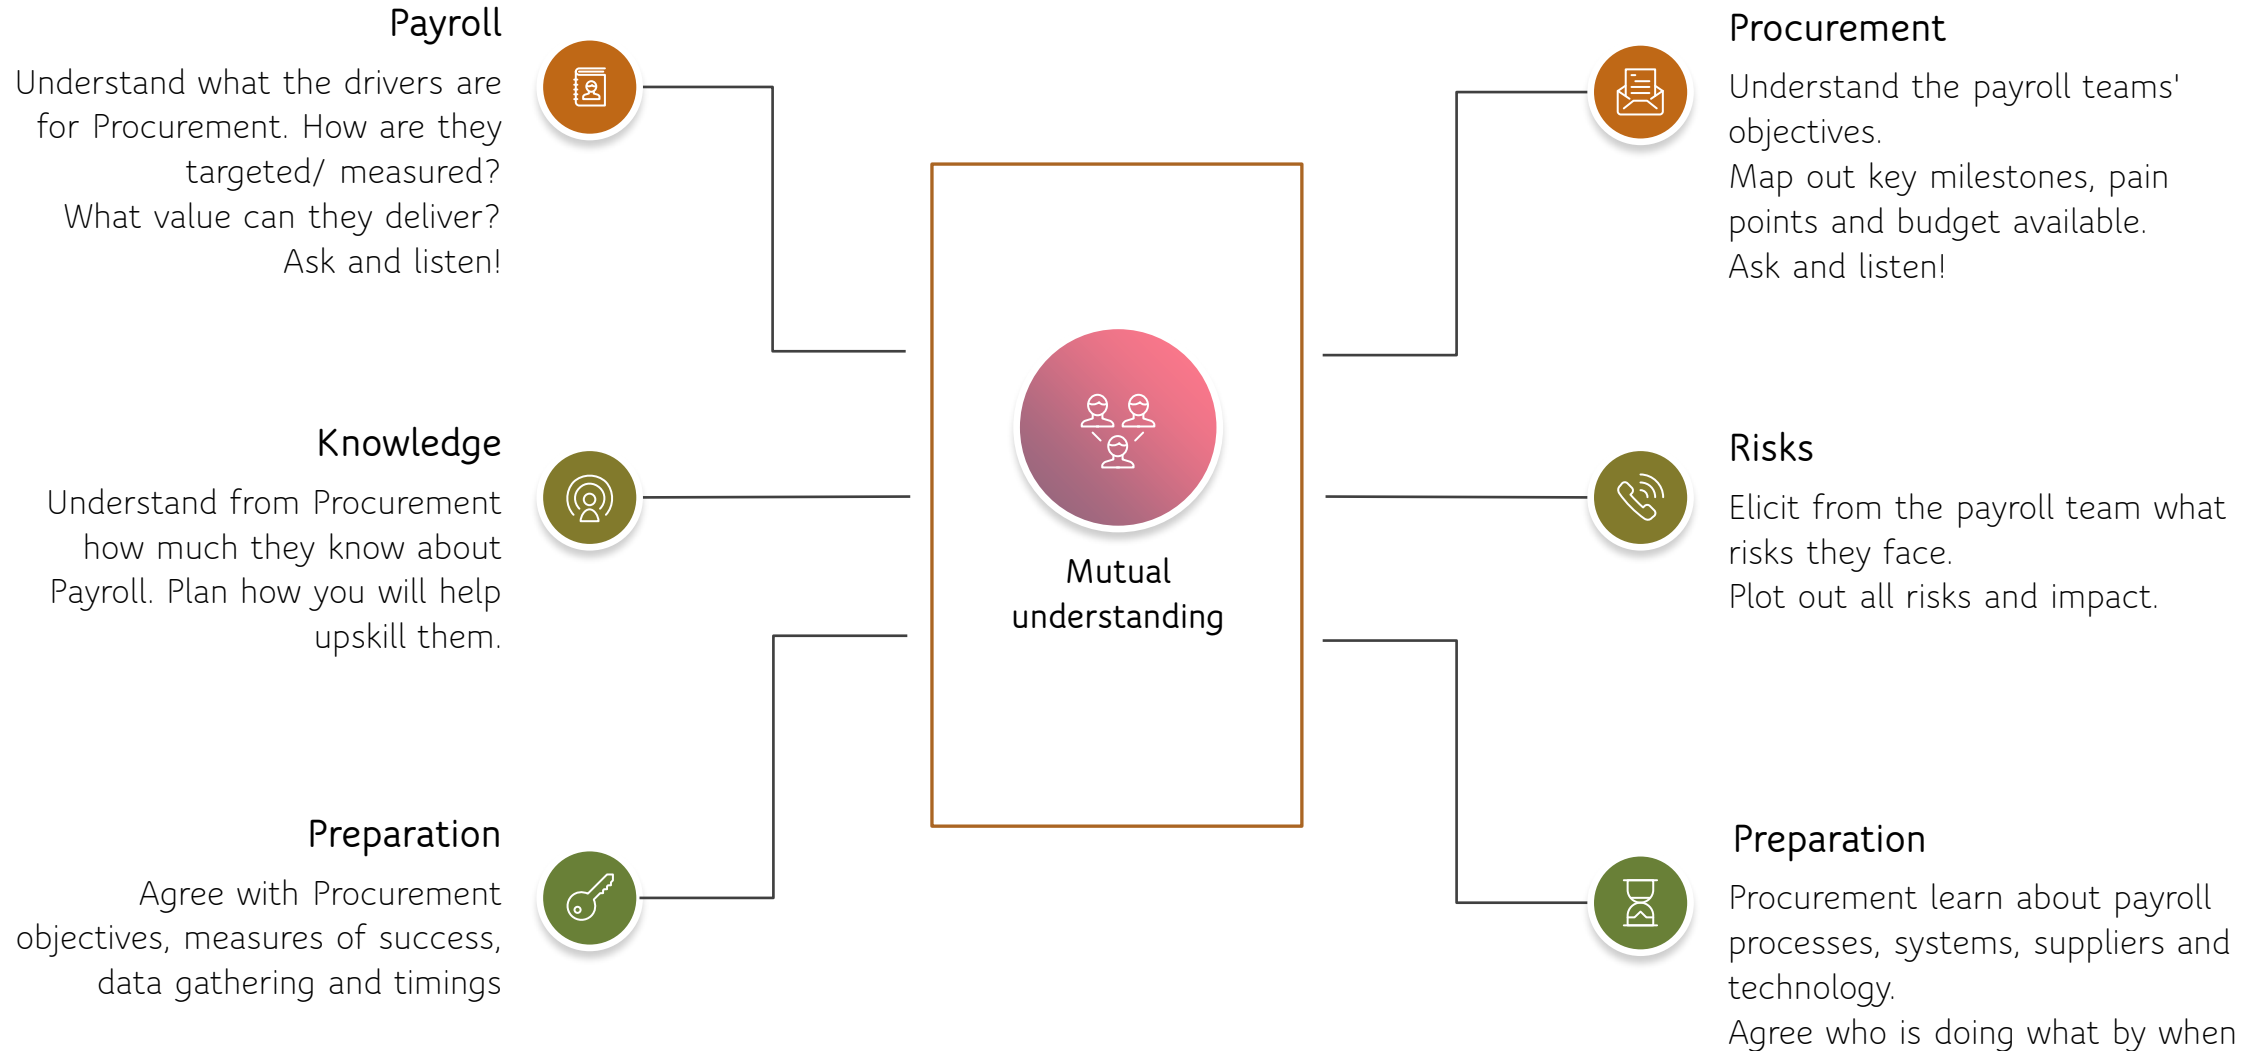 Payroll
Understand what the drivers are
for Procurement. How are they
targeted/ measured?
What value can they deliver?
Ask and listen!
Knowledge
Understand from Procurement
how much they know about
Payroll. Plan how you will help
upskill them.
Preparation
Agree with Procurement
objectives, measures of success,
data gathering and timings
Mutual
understanding
Procurement
Understand the payroll teams'
objectives.
Map out key milestones, pain
points and budget available.
Ask and listen!
Risks
Elicit from the payroll team what
risks they face.
Plot out all risks and impact.
Preparation
Procurement learn about payroll
processes, systems, suppliers and
technology.
Agree who is doing what by when